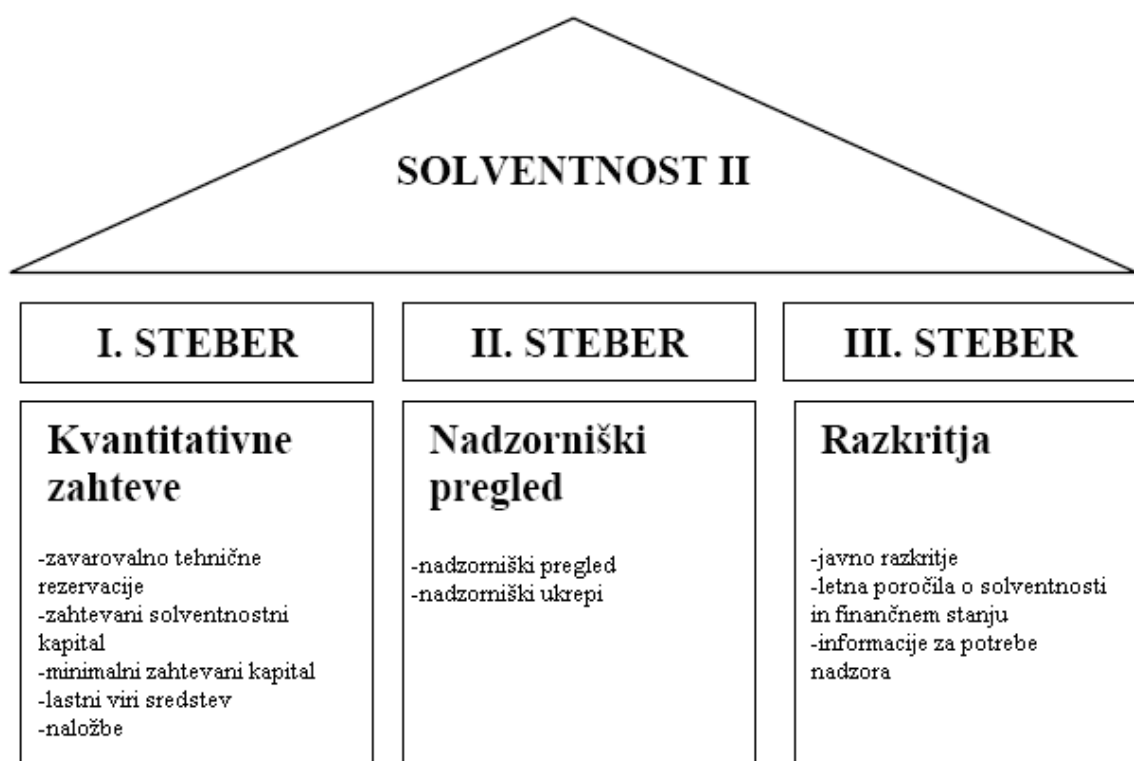 SOLVENTNOST II
I. STEBER
II. STEBER
III. STEBER
Kvantitativne
zahteve
-zavarovalno tehnične
rezervacije
-zahtevani solventnostni
kapital
-minimalni zahtevani kapital
-lastni viri sredstev
-naložbe
Nadzorniški
pregled
-nadzorniški pregled
-nadzorniški ukrepi
Razkritja
-javno razkritje
-letna poročila o solventnosti
in finančnem stanju
-informacije za potrebe
nadzora